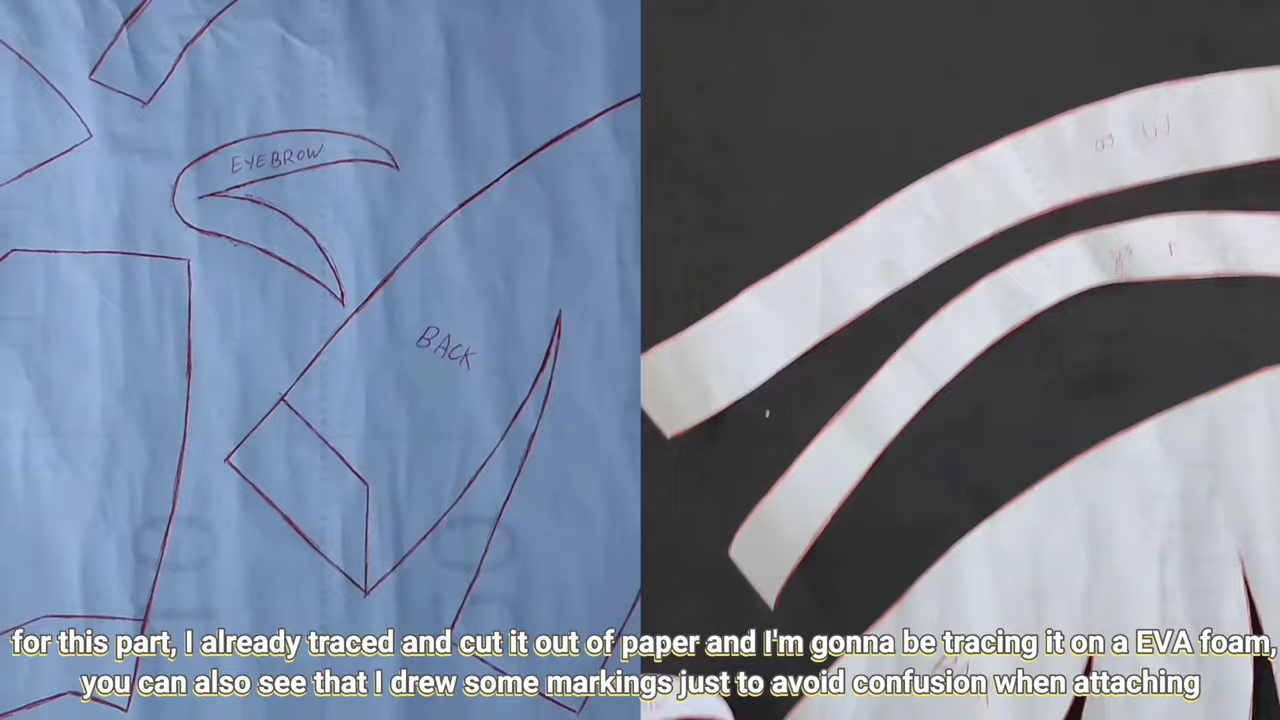 EYEBROW
BACK
for this part, I already traced and cut it out of paper and I'm gonna be tracing it on a EVA foam,
you can also see that I drew some markings just to avoid confusion when attaching